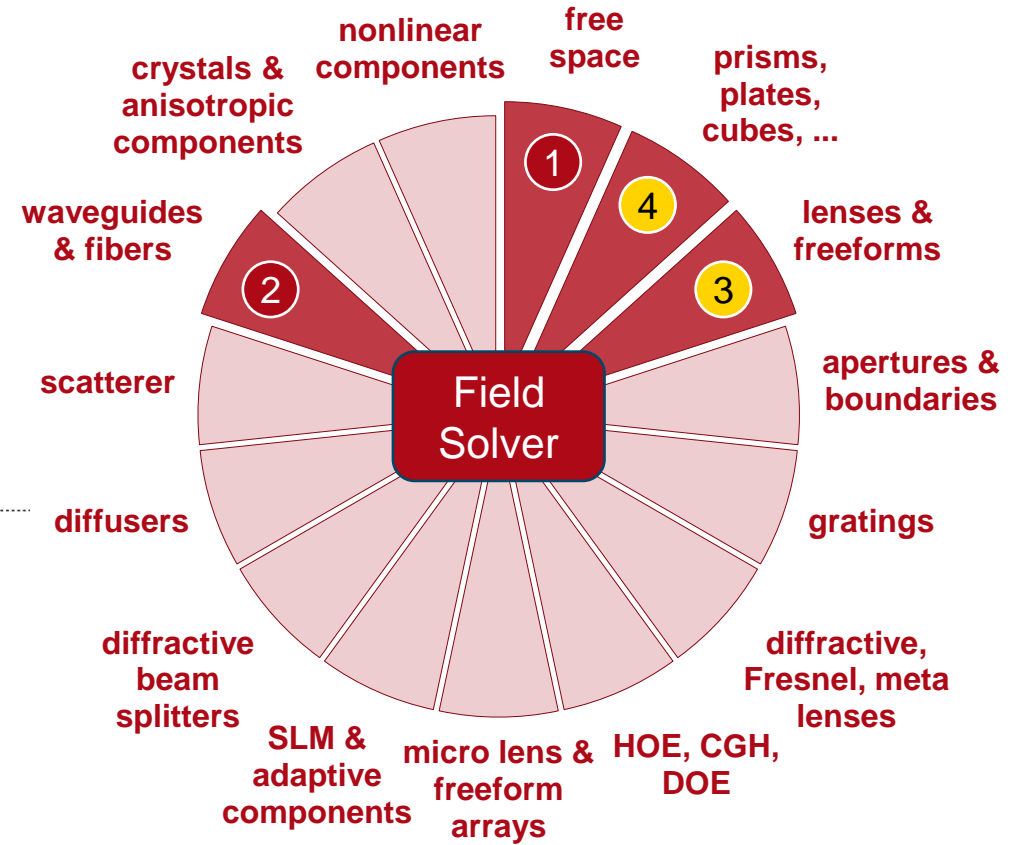 nonlinear
components
free
space
prisms,
plates,
cubes, ...
crystals &
anisotropic
components
1
4
waveguides
& fibers
lenses &
freeforms
2
3
scatterer
Field
Solver
apertures &
boundaries
diffusers
gratings
diffractive
beam
splitters
diffractive,
Fresnel, meta
lenses
SLM &
adaptive
components
micro lens &
freeform
arrays
HOE, CGH,
DOE